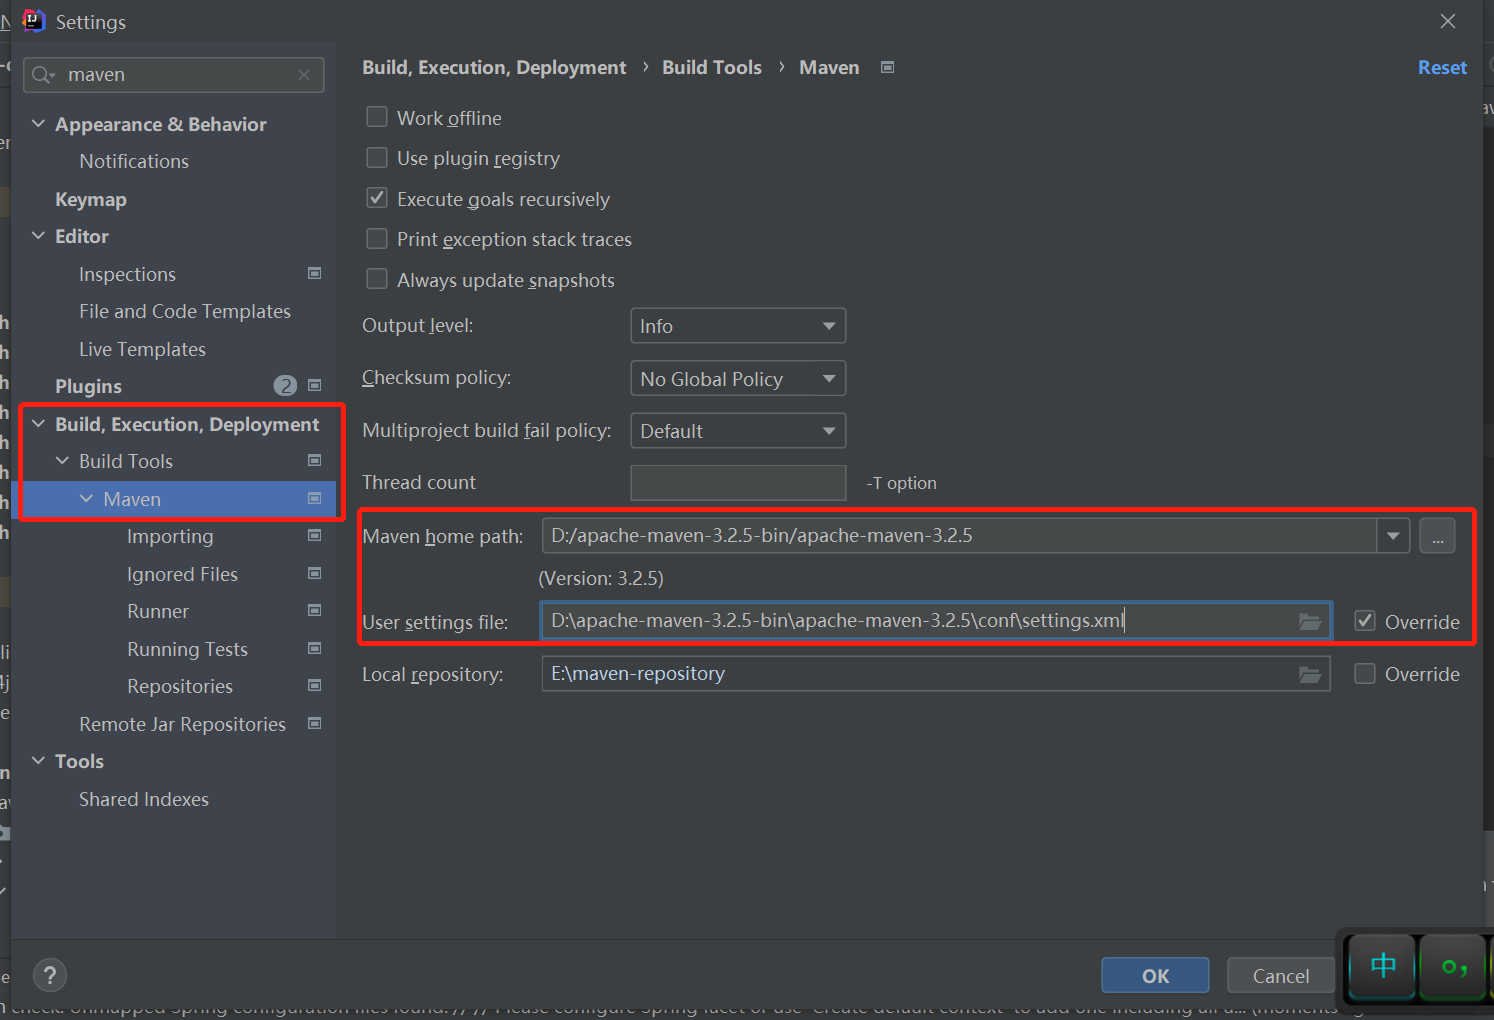 Settings
maven
Appearance & Behavior
Notifications
Keymap
Editor
Inspections
File and Code Templates
Live Templates
Plugins 2
Build, Execution, Deployment
Build Tools
Maven
Importing
Ignored Files
Runner
Running Tests
Repositories
Remote Jar Repositories
Tools
Shared Indexes
Build, Execution, Deployment › Build Tools › Maven
Reset
Work offline
Use plugin registry
Execute goals recursively
Print exception stack traces
Always update snapshots
Output level: Info
Checksum policy: No Global Policy
Multiproject build fail policy: Default
Thread count -T option
Maven home path: D:/apache-maven-3.2.5-bin/apache-maven-3.2.5 ...
(Version: 3.2.5)
User settings file: D:\apache-maven-3.2.5-bin\apache-maven-3.2.5\conf\settings.xml Override
Local repository: E:\maven-repository Override
? OK Cancel
中 。,